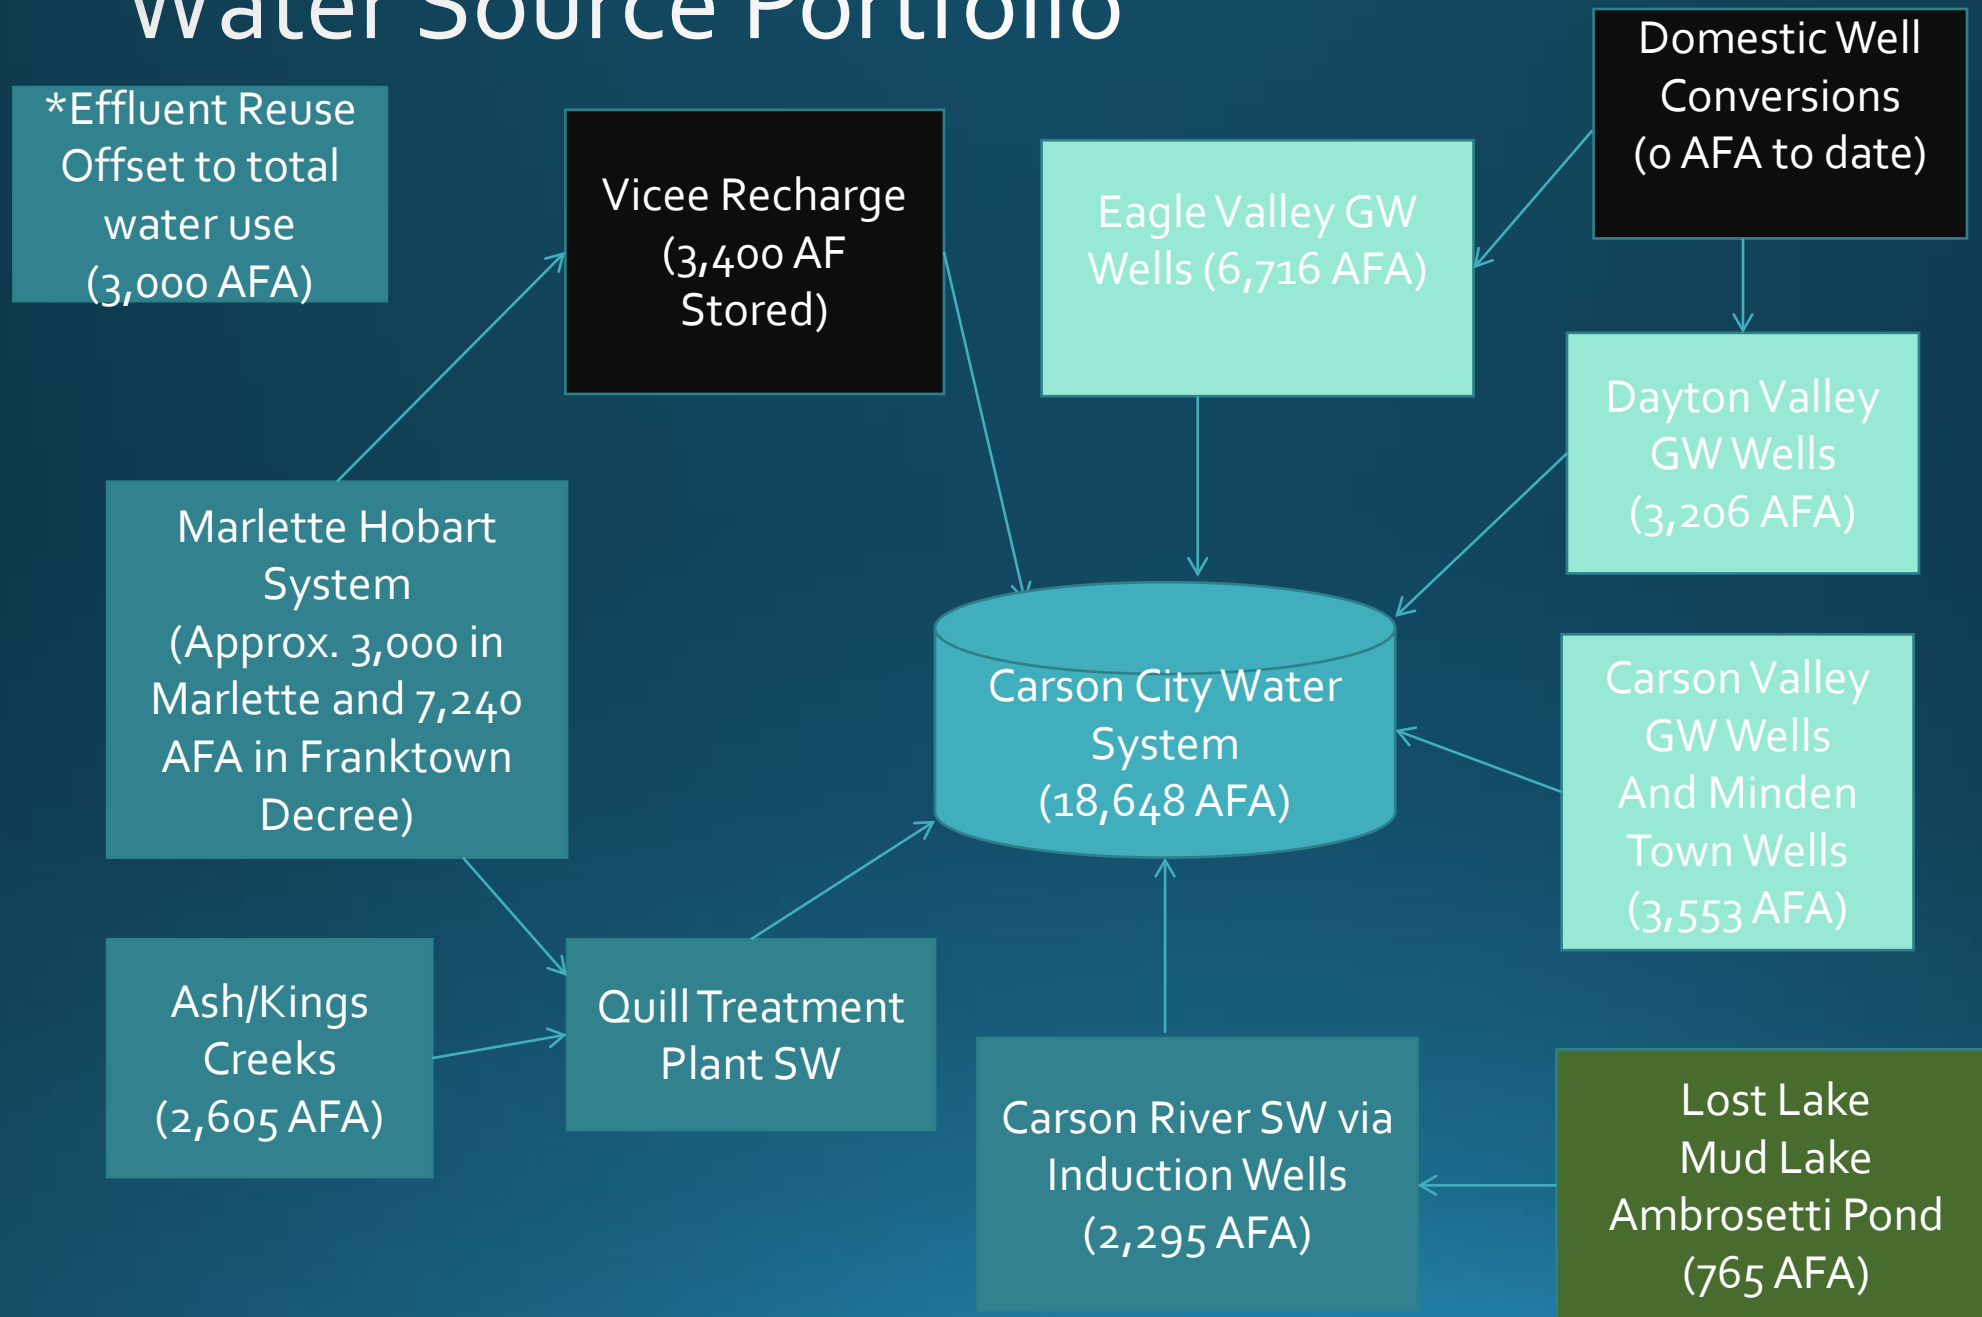 Water Source Portfolio
*Effluent Reuse
Offset to total
water use
(3,000 AFA)
Vicee Recharge
(3,400 AF
Stored)
Eagle Valley GW
Wells (6,716 AFA)
Domestic Well
Conversions
(0 AFA to date)
Dayton Valley
GW Wells
(3,206 AFA)
Marlette Hobart
System
(Approx. 3,000 in
Marlette and 7,240
AFA in Franktown
Decree)
Carson City Water
System
(18,648 AFA)
Carson Valley
GW Wells
And Minden
Town Wells
(3,553 AFA)
Ash/Kings
Creeks
(2,605 AFA)
Quill Treatment
Plant SW
Carson River SW via
Induction Wells
(2,295 AFA)
Lost Lake
Mud Lake
Ambrosetti Pond
(765 AFA)